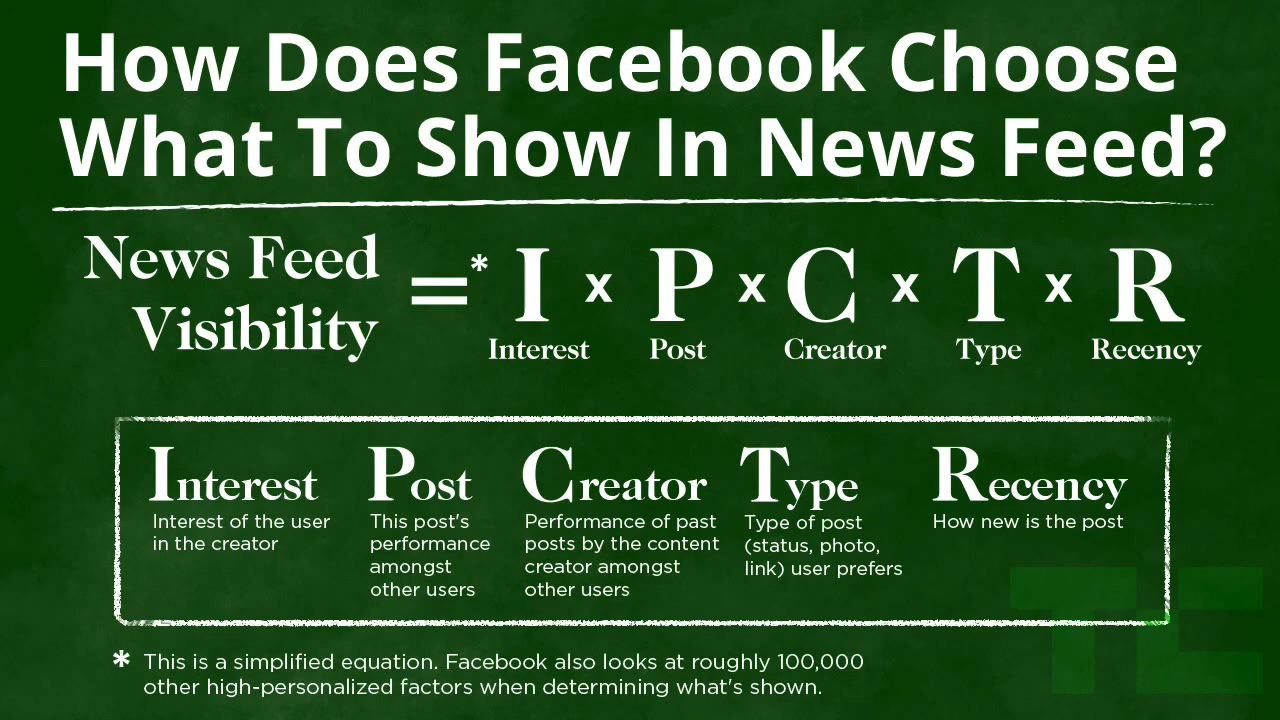 How Does Facebook Choose
What To Show In News Feed?
News Feed
Visibility
=* I x P x C x T x R
Interest Post Creator Type Recency
Interest
Interest of the user
in the creator
Post
This post's
performance
amongst
other users
Creator
Performance of past
posts by the content
creator amongst
other users
Type
Type of post
(status, photo,
link) user prefers
Recency
How new is the post
* This is a simplified equation. Facebook also looks at roughly 100,000
other high-personalized factors when determining what's shown.
TC